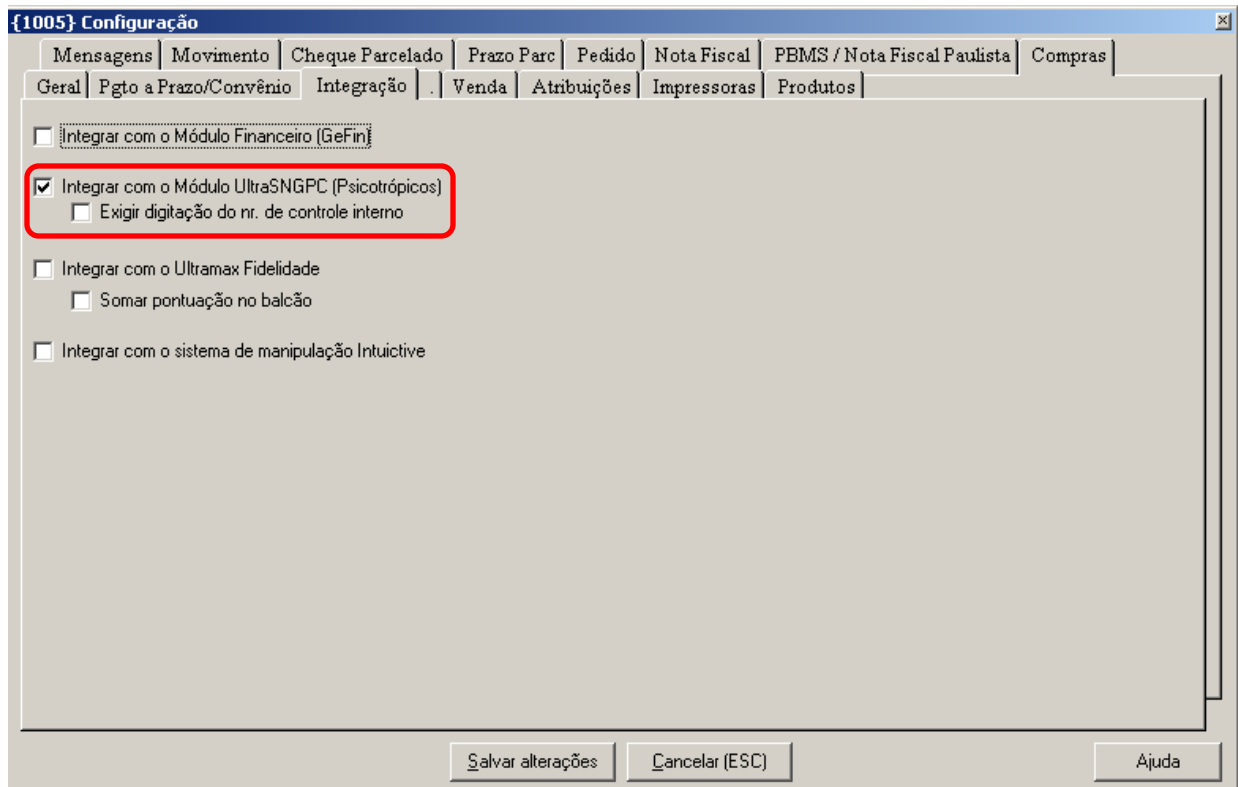 {1005} Configuração
Mensagens Movimento Cheque Parcelado Prazo Parc Pedido Nota Fiscal PBMS / Nota Fiscal Paulista Compras
Geral Pgto a Prazo/Convênio Integração . Venda Atribuições Impressoras Produtos
Integrar com o Módulo Financeiro (GeFin)
Integrar com o Módulo UltraSNGPC (Psicotrópicos)
Exigir digitação do nr. de controle interno
Integrar com o Ultramax Fidelidade
Somar pontuação no balcão
Integrar com o sistema de manipulação Intuictive
Salvar alterações Cancelar (ESC) Ajuda